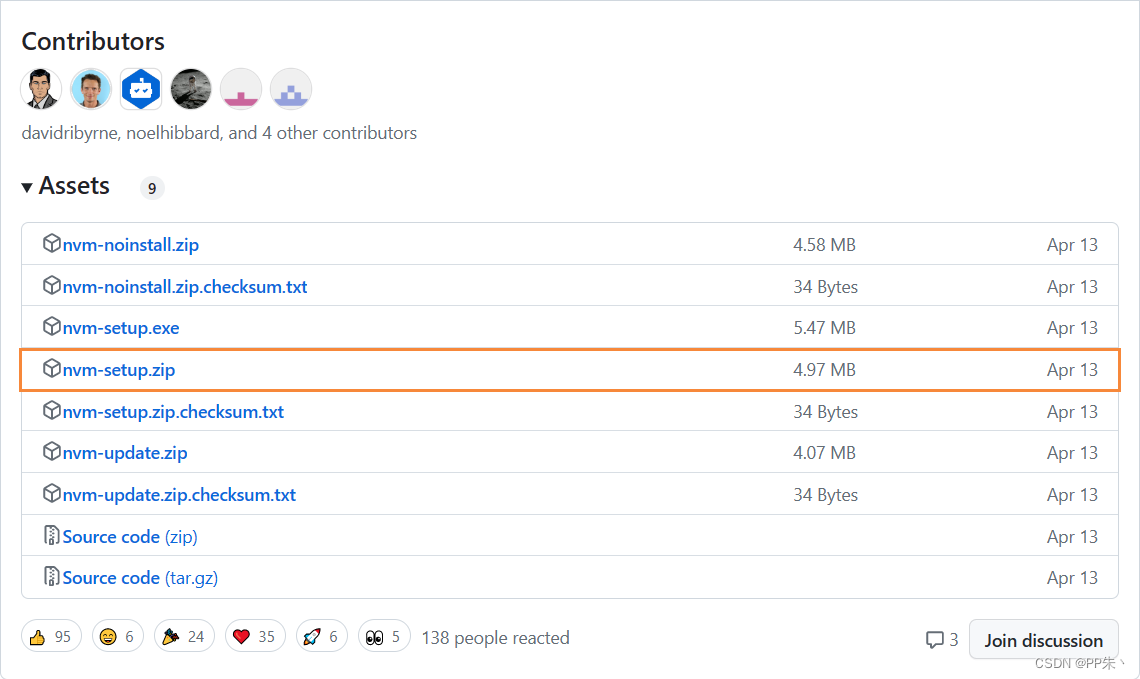 Contributors
davidribyrne, noelhibbard, and 4 other contributors
Assets 9
nvm-noinstall.zip 4.58 MB Apr 13
nvm-noinstall.zip.checksum.txt 34 Bytes Apr 13
nvm-setup.exe 5.47 MB Apr 13
nvm-setup.zip 4.97 MB Apr 13
nvm-setup.zip.checksum.txt 34 Bytes Apr 13
nvm-update.zip 4.07 MB Apr 13
nvm-update.zip.checksum.txt 34 Bytes Apr 13
Source code (zip) Apr 13
Source code (tar.gz) Apr 13
95 6 24 35 6 5 138 people reacted 3 Join discussion
CSDN @PP朱丶